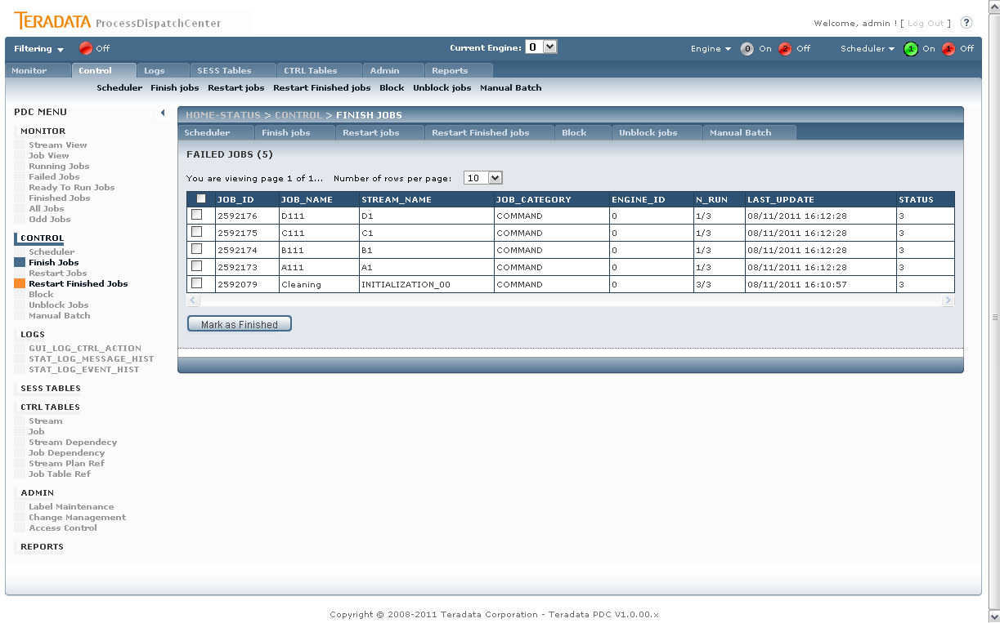 TERADATA ProcessDispatchCenter
Welcome, admin ! [ Log Out ] ?
Filtering Off Current Engine: 0 Engine 0 On 2 Off Scheduler 1 On 1 Off
Monitor Control Logs SESS Tables CTRL Tables Admin Reports
Scheduler Finish jobs Restart jobs Restart Finished jobs Block Unblock jobs Manual Batch
PDC MENU
MONITOR
Stream View
Job View
Running Jobs
Failed Jobs
Ready To Run Jobs
Finished Jobs
All Jobs
Odd Jobs
CONTROL
Scheduler
Finish Jobs
Restart Jobs
Restart Finished Jobs
Block
Unblock Jobs
Manual Batch
LOGS
GUI_LOG_CTRL_ACTION
STAT_LOG_MESSAGE_HIST
STAT_LOG_EVENT_HIST
SESS TABLES
CTRL TABLES
Stream
Job
Stream Dependecy
Job Dependency
Stream Plan Ref
Job Table Ref
ADMIN
Label Maintenance
Change Management
Access Control
REPORTS
HOME-STATUS > CONTROL > FINISH JOBS
Scheduler Finish jobs Restart jobs Restart Finished jobs Block Unblock jobs Manual Batch
FAILED JOBS (5)
You are viewing page 1 of 1... Number of rows per page: 10
JOB_ID JOB_NAME STREAM_NAME JOB_CATEGORY ENGINE_ID N_RUN LAST_UPDATE STATUS
2592176 D111 D1 COMMAND 0 1/3 08/11/2011 16:12:28 3
2592175 C111 C1 COMMAND 0 1/3 08/11/2011 16:12:28 3
2592174 B111 B1 COMMAND 0 1/3 08/11/2011 16:12:28 3
2592173 A111 A1 COMMAND 0 1/3 08/11/2011 16:12:28 3
2592079 Cleaning INITIALIZATION_00 COMMAND 0 3/3 08/11/2011 16:10:57 3
Mark as Finished
Copyright © 2008-2011 Teradata Corporation - Teradata PDC V1.0.00.x